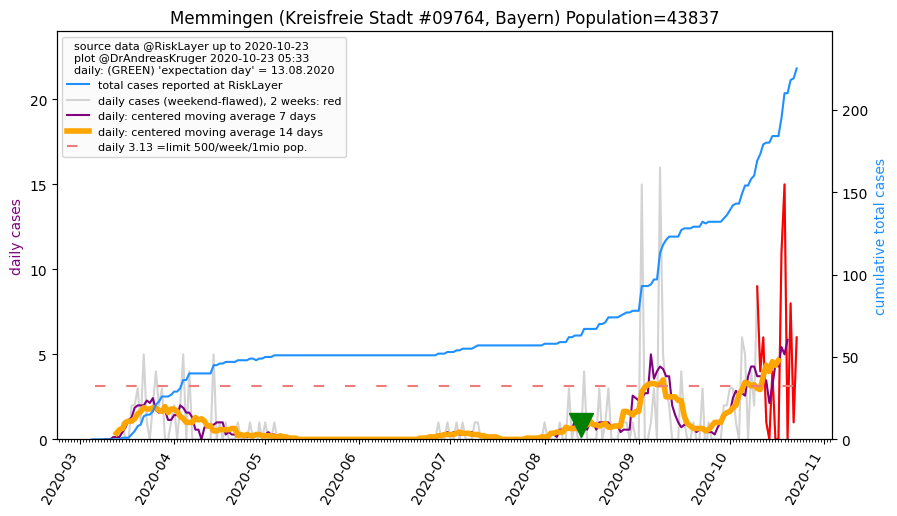 Memmingen (Kreisfreie Stadt #09764, Bayern) Population=43837
source data @RiskLayer up to 2020-10-23
plot @DrAndreasKruger 2020-10-23 05:33
daily: (GREEN) 'expectation day' = 13.08.2020
total cases reported at RiskLayer
daily cases (weekend-flawed), 2 weeks: red
daily: centered moving average 7 days
daily: centered moving average 14 days
daily 3.13 =limit 500/week/1mio pop.
daily cases
20
15
10
5
0
cumulative total cases
200
150
100
50
0
2020-03
2020-04
2020-05
2020-06
2020-07
2020-08
2020-09
2020-10
2020-11